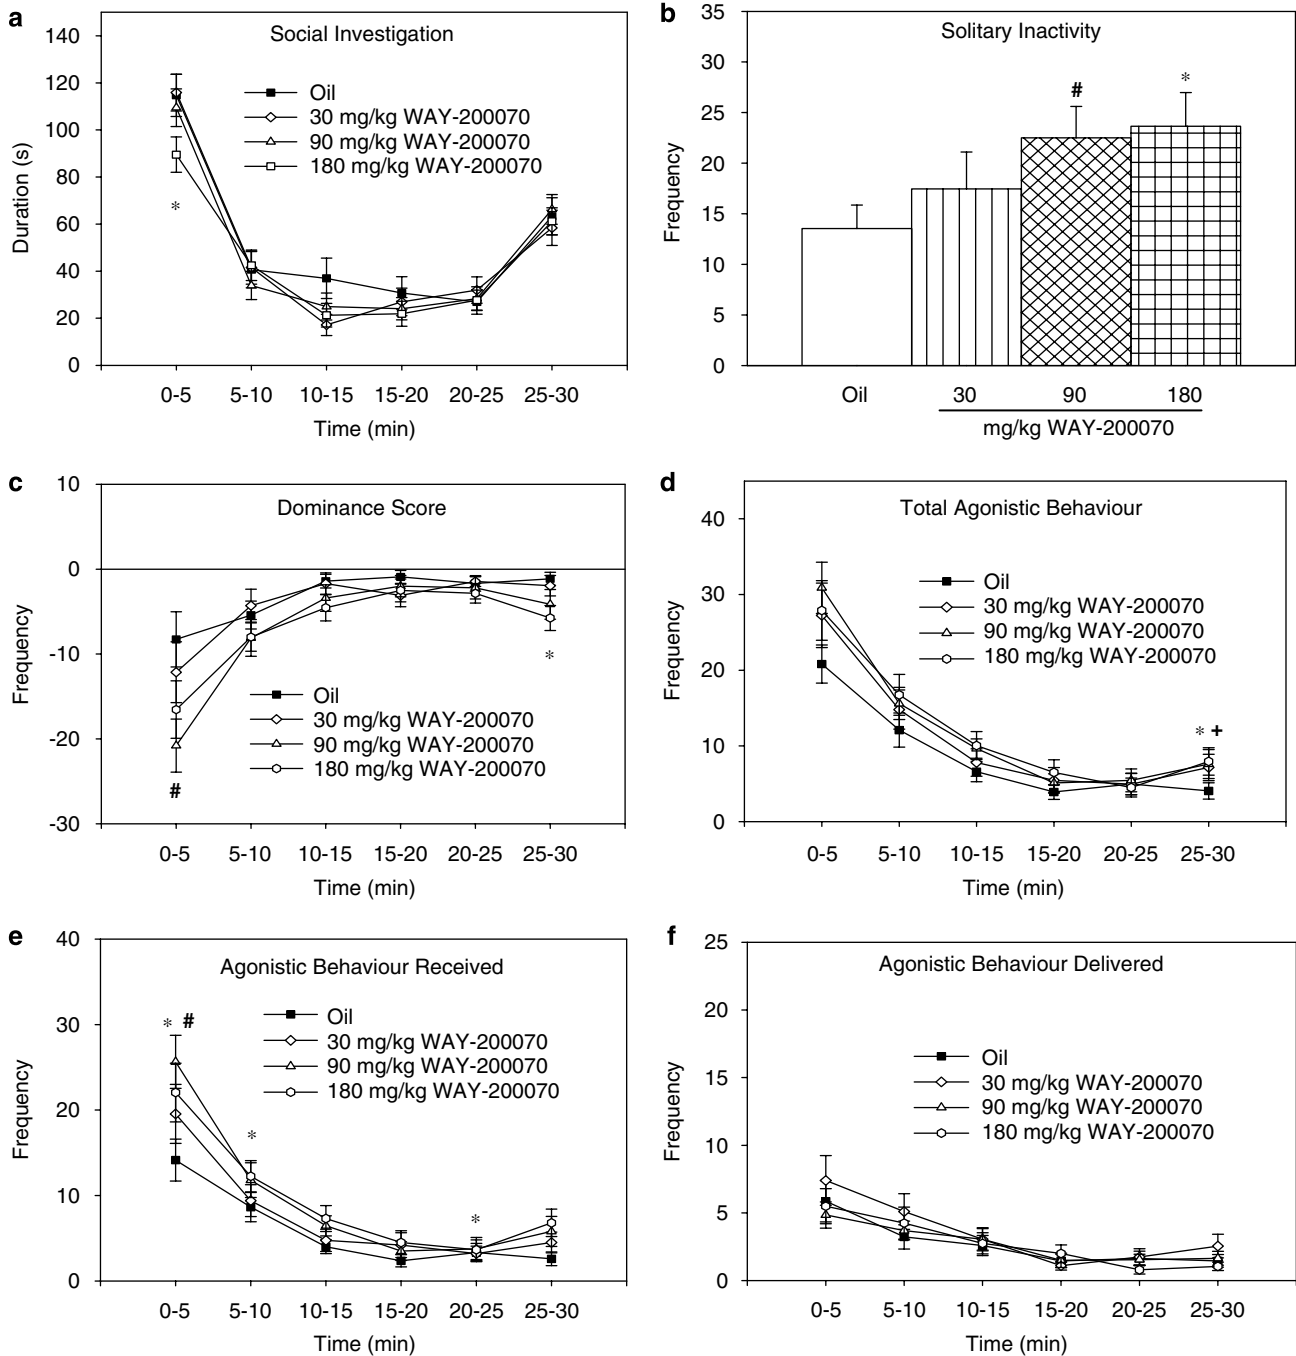 a
Social Investigation
Duration (s)
140
120
100
80
60
40
20
0
Oil
30 mg/kg WAY-200070
90 mg/kg WAY-200070
180 mg/kg WAY-200070
*
0-5 5-10 10-15 15-20 20-25 25-30
Time (min)
b
Solitary Inactivity
Frequency
35
30
25
20
15
10
5
0
# *
Oil 30 90 180
mg/kg WAY-200070
c
Dominance Score
Frequency
10
0
-10
-20
-30
Oil
30 mg/kg WAY-200070
90 mg/kg WAY-200070
180 mg/kg WAY-200070
*
#
0-5 5-10 10-15 15-20 20-25 25-30
Time (min)
d
Total Agonistic Behaviour
Frequency
40
30
20
10
0
Oil
30 mg/kg WAY-200070
90 mg/kg WAY-200070
180 mg/kg WAY-200070
* +
0-5 5-10 10-15 15-20 20-25 25-30
Time (min)
e
Agonistic Behaviour Received
Frequency
40
30
20
10
0
Oil
30 mg/kg WAY-200070
90 mg/kg WAY-200070
180 mg/kg WAY-200070
* #
*
*
0-5 5-10 10-15 15-20 20-25 25-30
Time (min)
f
Agonistic Behaviour Delivered
Frequency
25
20
15
10
5
0
Oil
30 mg/kg WAY-200070
90 mg/kg WAY-200070
180 mg/kg WAY-200070
0-5 5-10 10-15 15-20 20-25 25-30
Time (min)